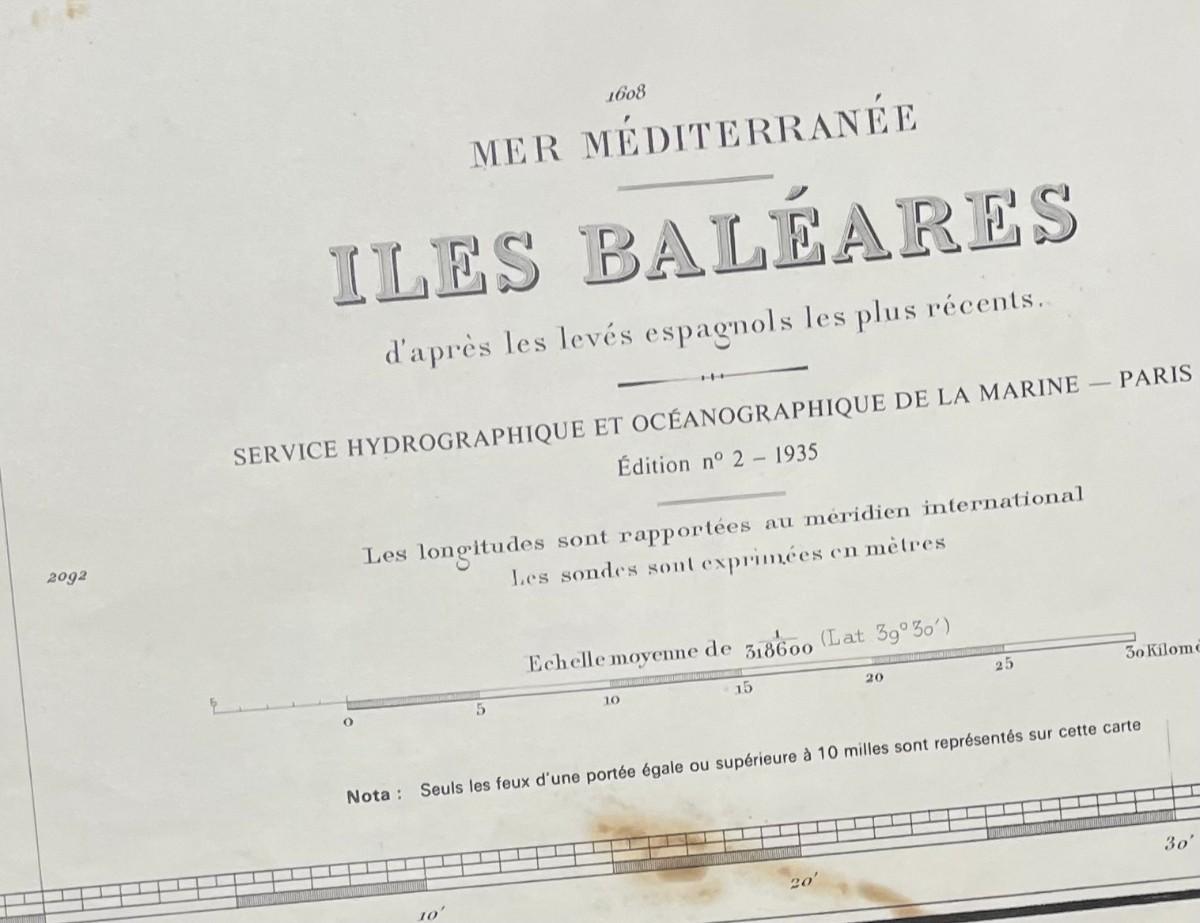 1608
MER MÉDITERRANÉE
ILES BALÉARES
d'après les levés espagnols les plus récents.
SERVICE HYDROGRAPHIQUE ET OCÉANOGRAPHIQUE DE LA MARINE — PARIS
Édition nº 2 – 1935
Les longitudes sont rapportées au méridien international
Les sondes sont exprimées en mètres
2092
Echelle moyenne de 1/318600 (Lat 39º30')
5 0 5 10 15 20 25 30 Kilomè
Nota : Seuls les feux d'une portée égale ou supérieure à 10 milles sont représentés sur cette carte
10' 20' 30'